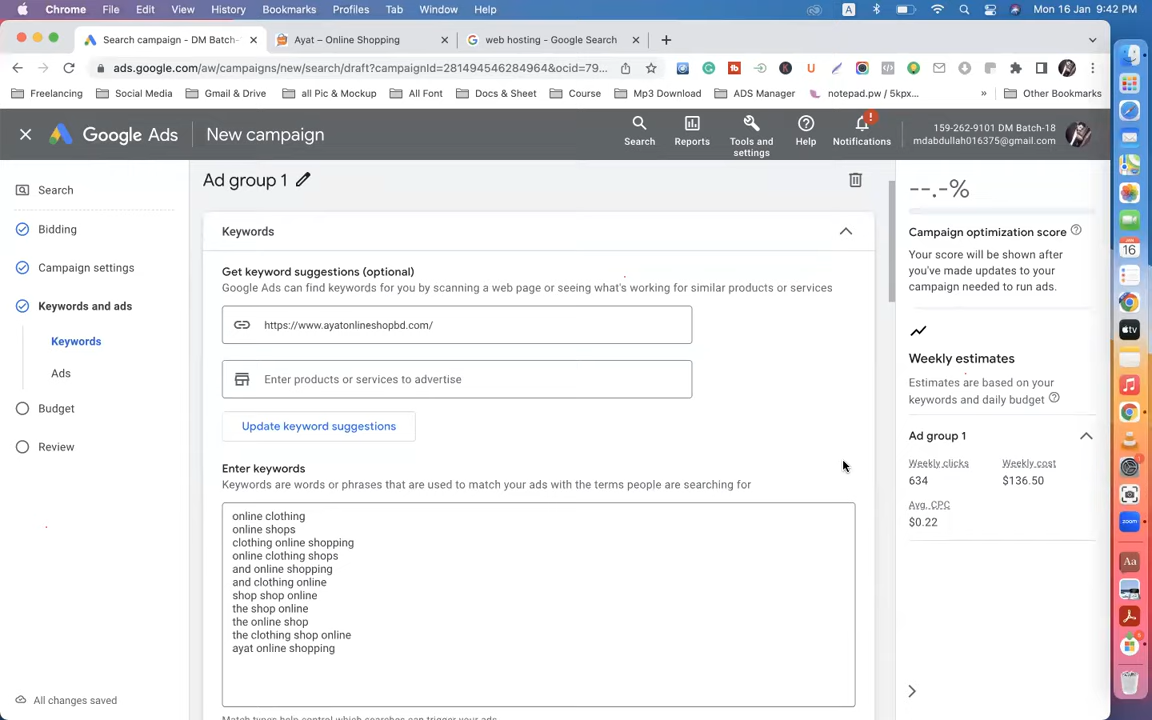 Chrome File Edit View History Bookmarks Profiles Tab Window Help
A Mon 16 Jan 9:42 PM
Search campaign - DM Batch-
Ayat – Online Shopping
web hosting - Google Search
ads.google.com/aw/campaigns/new/search/draft?campaignId=281494546284964&ocid=79...
Freelancing Social Media Gmail & Drive all Pic & Mockup All Font Docs & Sheet Course Mp3 Download ADS Manager notepad.pw / 5kpx... » Other Bookmarks
Google Ads
New campaign
Search
Reports
Tools and settings
Help
Notifications
159-262-9101 DM Batch-18
mdabdullah016375@gmail.com
Search
Bidding
Campaign settings
Keywords and ads
Keywords
Ads
Budget
Review
All changes saved
Ad group 1
Keywords
Get keyword suggestions (optional)
Google Ads can find keywords for you by scanning a web page or seeing what's working for similar products or services
https://www.ayatonlineshopbd.com/
Enter products or services to advertise
Update keyword suggestions
Enter keywords
Keywords are words or phrases that are used to match your ads with the terms people are searching for
online clothing
online shops
clothing online shopping
online clothing shops
and online shopping
and clothing online
shop shop online
the shop online
the online shop
the clothing shop online
ayat online shopping
Match types help control which searches can trigger your ads
--.-%
Campaign optimization score
Your score will be shown after
you've made updates to your
campaign needed to run ads.
Weekly estimates
Estimates are based on your
keywords and daily budget
Ad group 1
Weekly clicks
634
Weekly cost
$136.50
Avg. CPC
$0.22
JAN
16
tv
zoom
Aa